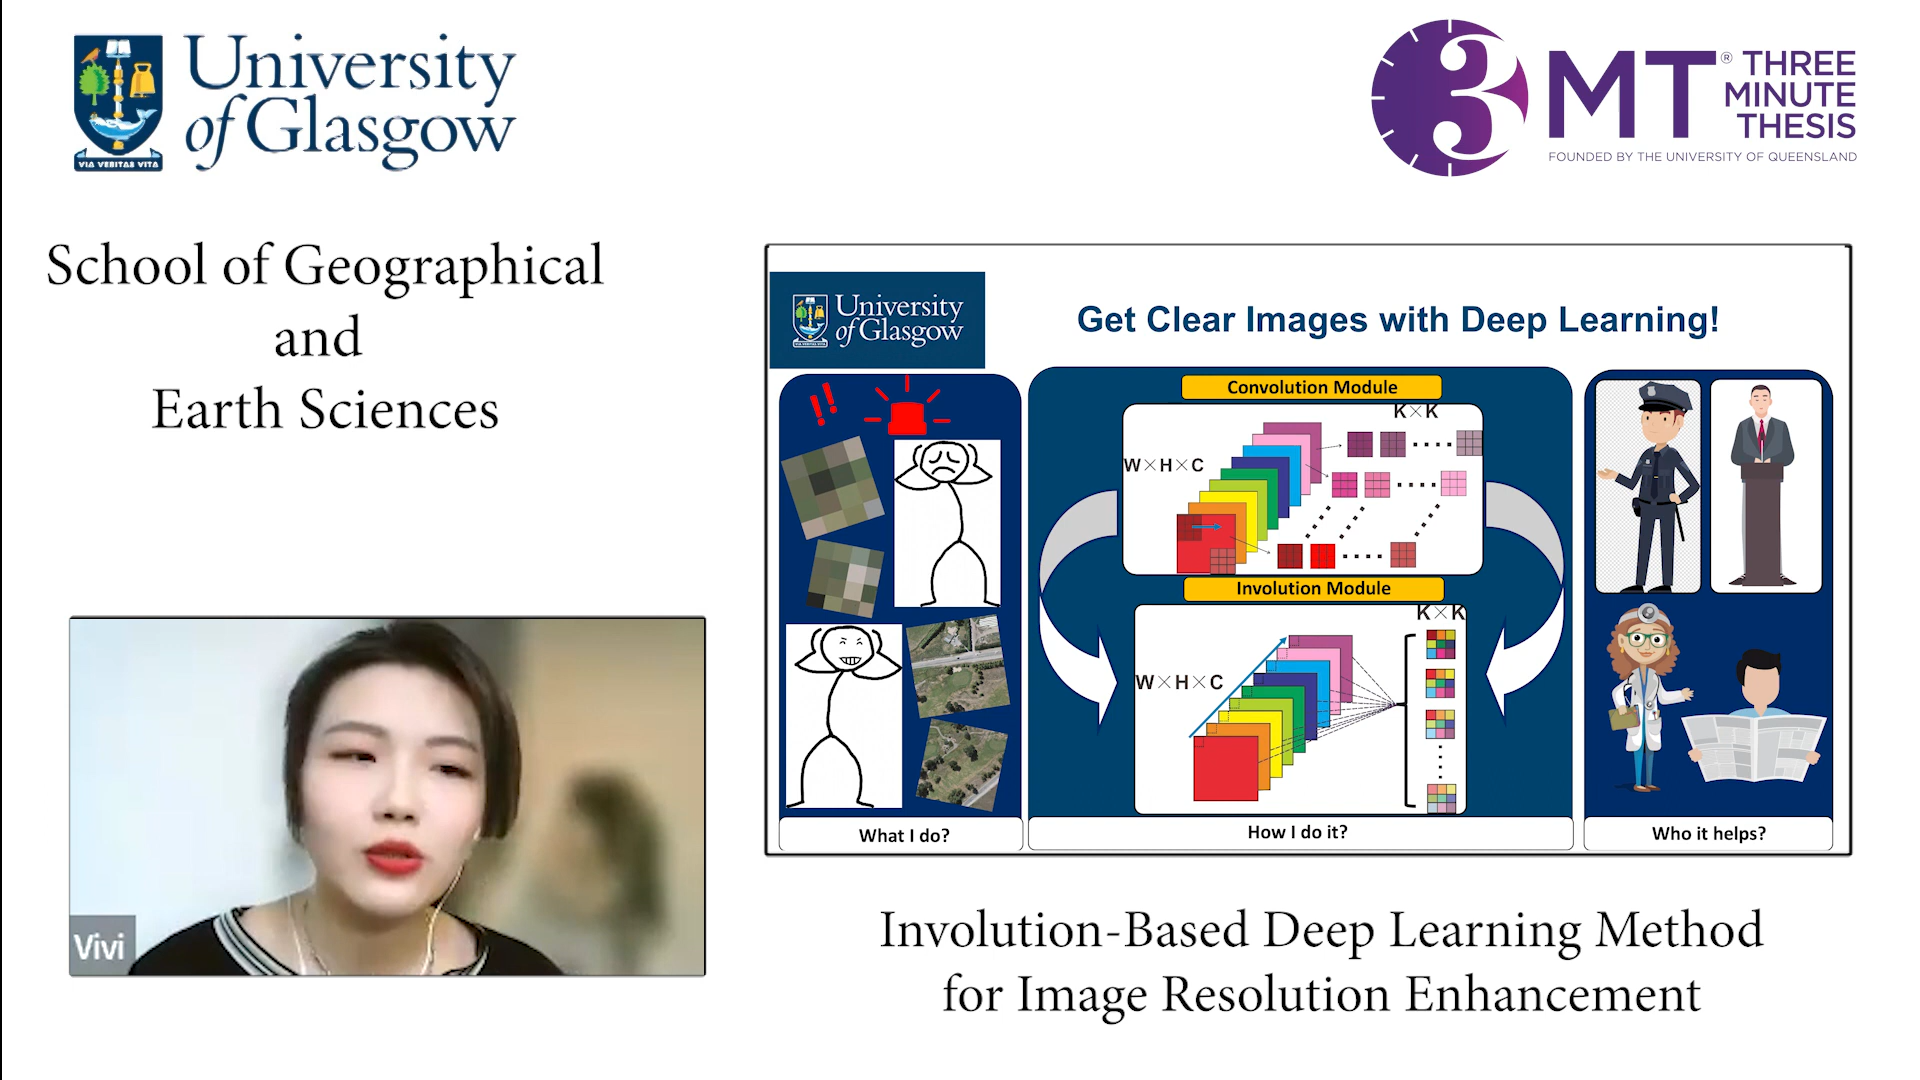 University
of Glasgow
VIA VERITAS VITA
3MT® THREE
MINUTE
THESIS
FOUNDED BY THE UNIVERSITY OF QUEENSLAND
School of Geographical
and
Earth Sciences
University
of Glasgow
Get Clear Images with Deep Learning!
!!
Convolution Module
K×K
W×H×C
Involution Module
K×K
W×H×C
What I do?
How I do it?
Who it helps?
Vivi
Involution-Based Deep Learning Method
for Image Resolution Enhancement